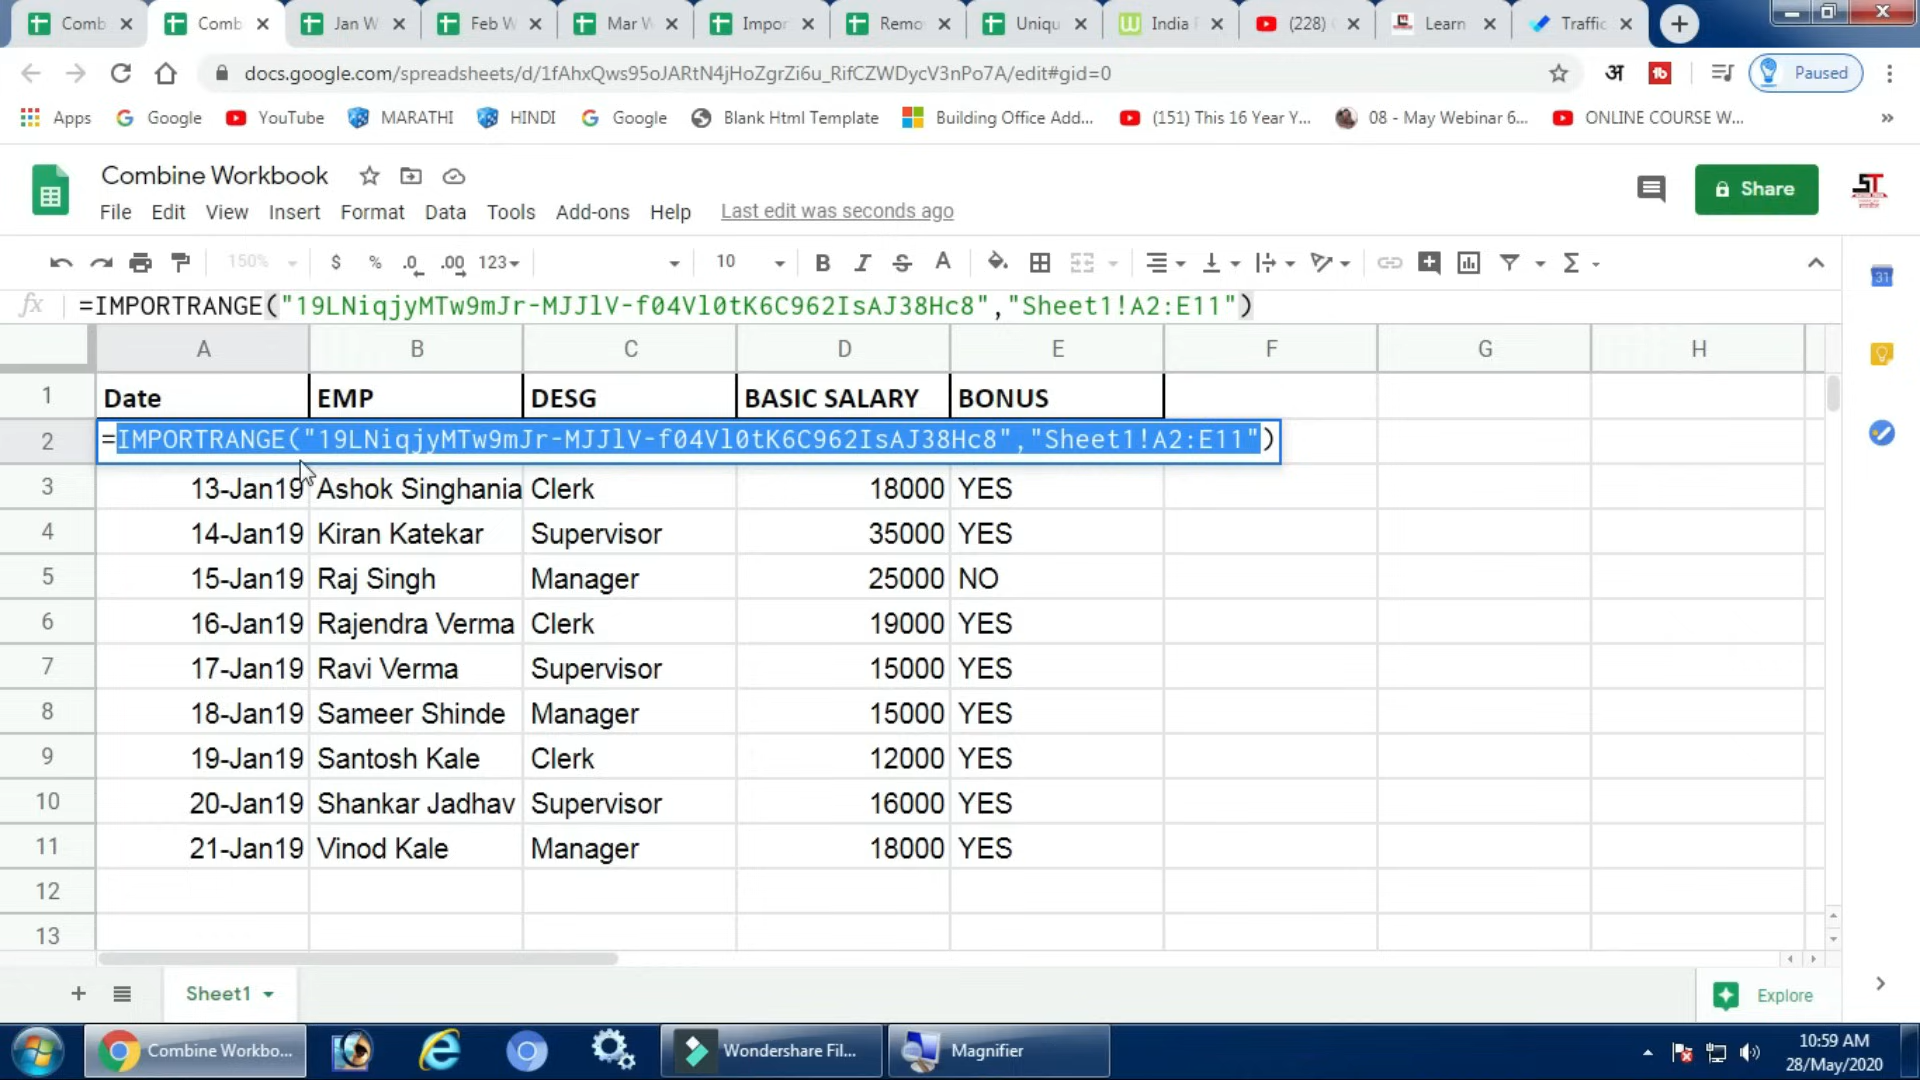 Comb
Comb
Jan W
Feb W
Mar W
Impor
Remo
Uniqu
India
(228)
Learn
Traffic
docs.google.com/spreadsheets/d/1fAhxQws95oJARtN4jHoZgrZi6u_RifCZWDycV3nPo7A/edit#gid=0
अ
Paused
Apps
Google
YouTube
MARATHI
HINDI
Google
Blank Html Template
Building Office Add...
(151) This 16 Year Y...
08 - May Webinar 6...
ONLINE COURSE W...
Combine Workbook
Share
ST
File Edit View Insert Format Data Tools Add-ons Help Last edit was seconds ago
150% $ % .0 .00 123 10 B I S A
fx =IMPORTRANGE("19LNiqjyMTw9mJr-MJJlV-f04Vl0tK6C962IsAJ38Hc8","Sheet1!A2:E11")
A B C D E F G H
1 Date EMP DESG BASIC SALARY BONUS
2 =IMPORTRANGE("19LNiqjyMTw9mJr-MJJlV-f04Vl0tK6C962IsAJ38Hc8","Sheet1!A2:E11")
3 13-Jan19 Ashok Singhania Clerk 18000 YES
4 14-Jan19 Kiran Katekar Supervisor 35000 YES
5 15-Jan19 Raj Singh Manager 25000 NO
6 16-Jan19 Rajendra Verma Clerk 19000 YES
7 17-Jan19 Ravi Verma Supervisor 15000 YES
8 18-Jan19 Sameer Shinde Manager 15000 YES
9 19-Jan19 Santosh Kale Clerk 12000 YES
10 20-Jan19 Shankar Jadhav Supervisor 16000 YES
11 21-Jan19 Vinod Kale Manager 18000 YES
12
13
31
Sheet1
Explore
Combine Workbo...
Wondershare Fil...
Magnifier
10:59 AM
28/May/2020